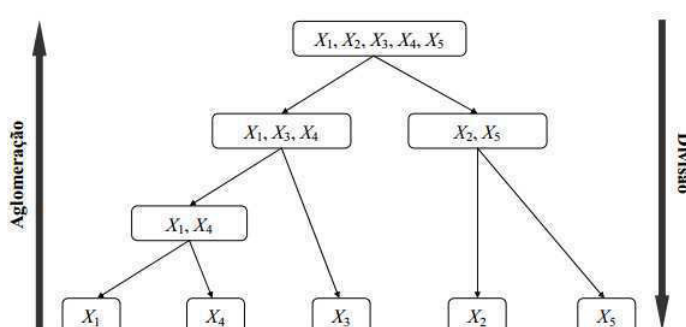 X1, X2, X3, X4, X5
Aglomeração
Divisão
X1, X3, X4
X2, X5
X1, X4
X1
X4
X3
X2
X5